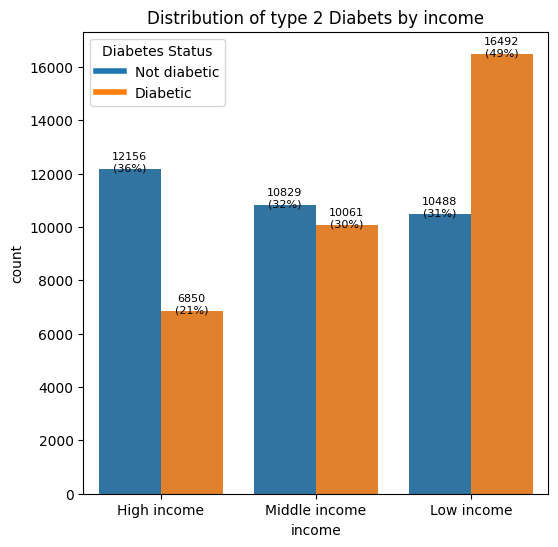 Distribution of type 2 Diabets by income
Diabetes Status
Not diabetic
Diabetic
count
16000
14000
12000
10000
8000
6000
4000
2000
0
12156
(36%)
6850
(21%)
10829
(32%)
10061
(30%)
10488
(31%)
16492
(49%)
High income
Middle income
Low income
income